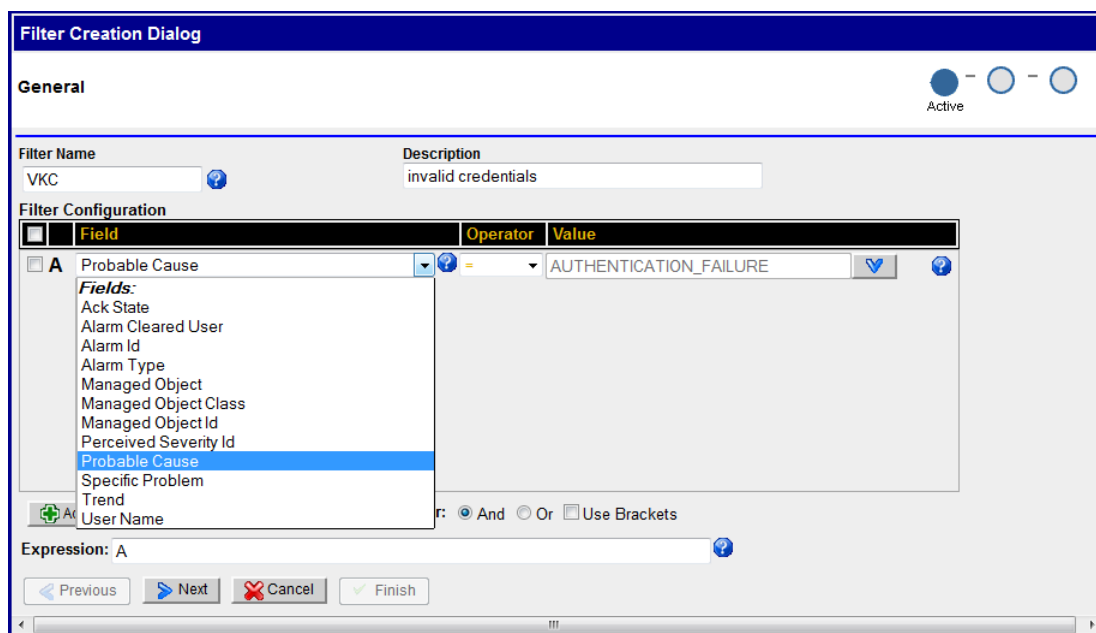 Filter Creation Dialog
General
Active
Filter Name Description
VKC invalid credentials
Filter Configuration
Field Operator Value
A Probable Cause = AUTHENTICATION_FAILURE
Fields:
Ack State
Alarm Cleared User
Alarm Id
Alarm Type
Managed Object
Managed Object Class
Managed Object Id
Perceived Severity Id
Probable Cause
Specific Problem
Trend
User Name
And Or Use Brackets
Expression: A
Previous Next Cancel Finish